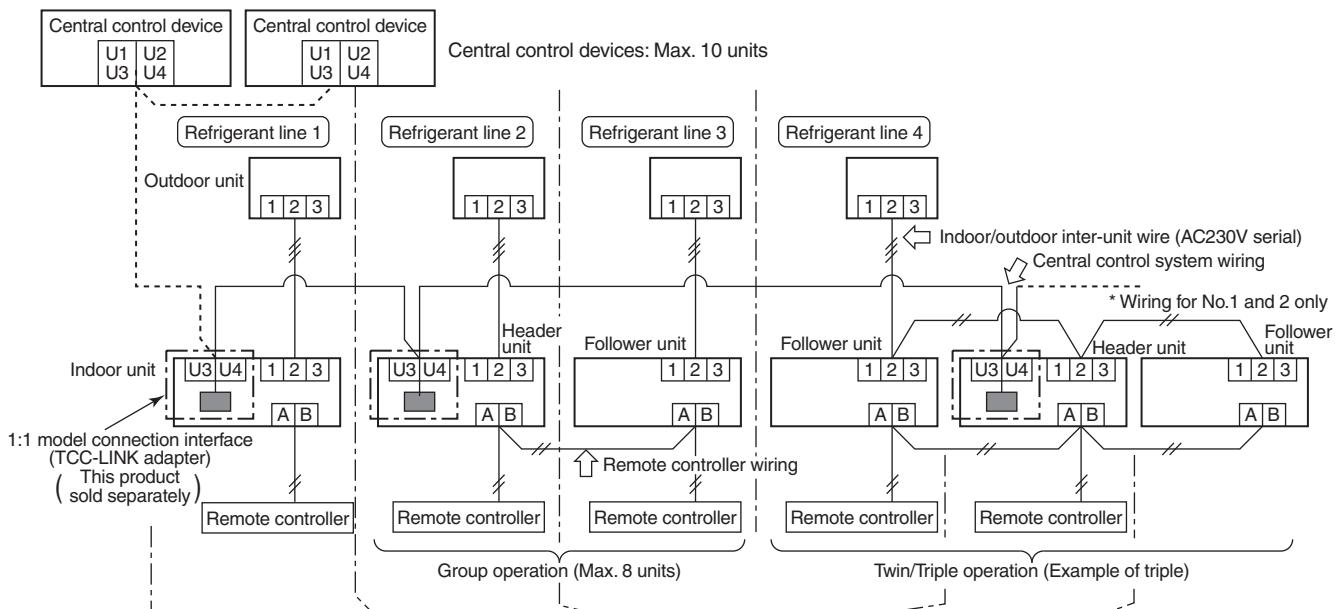 Central control device
U1 U2
U3 U4
Central control device
U1 U2
U3 U4
Central control devices: Max. 10 units
Refrigerant line 1
Refrigerant line 2
Refrigerant line 3
Refrigerant line 4
Outdoor unit
1 2 3
1 2 3
1 2 3
1 2 3
Indoor/outdoor inter-unit wire (AC230V serial)
Central control system wiring
* Wiring for No.1 and 2 only
Indoor unit
U3 U4
1 2 3
A B
Header
unit
U3 U4
1 2 3
A B
Follower unit
1 2 3
A B
Follower unit
1 2 3
A B
Header unit
U3 U4
1 2 3
A B
Follower
unit
1 2 3
A B
1:1 model connection interface
(TCC-LINK adapter)
( This product
sold separately )
Remote controller wiring
Remote controller
Remote controller
Remote controller
Remote controller
Remote controller
Group operation (Max. 8 units)
Twin/Triple operation (Example of triple)